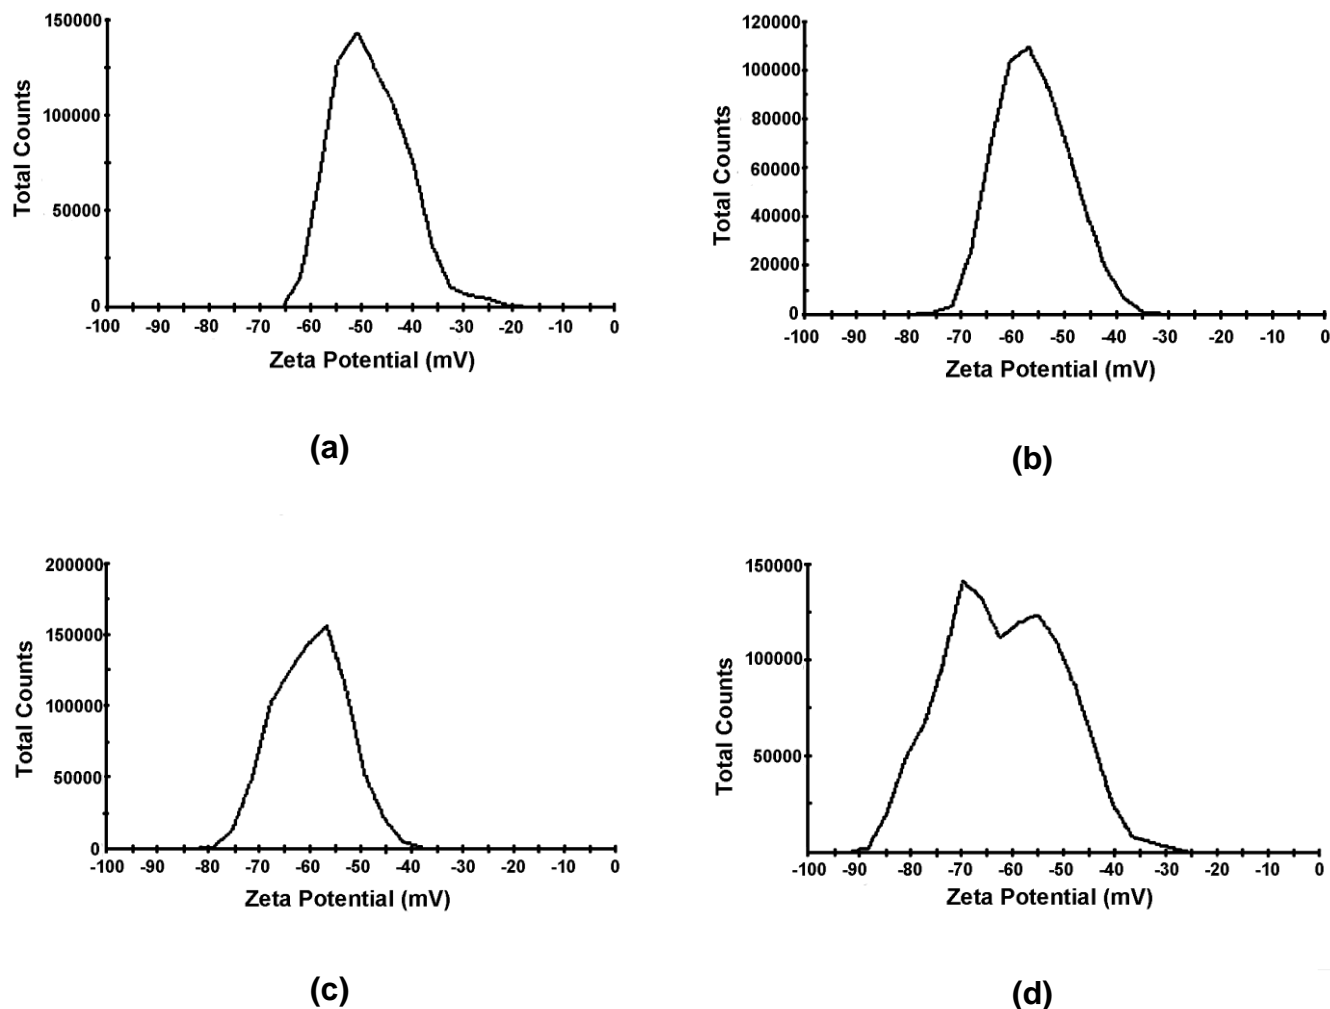 150000
100000
50000
0
Total Counts
-100 -90 -80 -70 -60 -50 -40 -30 -20 -10 0
Zeta Potential (mV)
(a)
120000
100000
80000
60000
40000
20000
0
Total Counts
-100 -90 -80 -70 -60 -50 -40 -30 -20 -10 0
Zeta Potential (mV)
(b)
200000
150000
100000
50000
0
Total Counts
-100 -90 -80 -70 -60 -50 -40 -30 -20 -10 0
Zeta Potential (mV)
(c)
150000
100000
50000
Total Counts
-100 -90 -80 -70 -60 -50 -40 -30 -20 -10 0
Zeta Potential (mV)
(d)